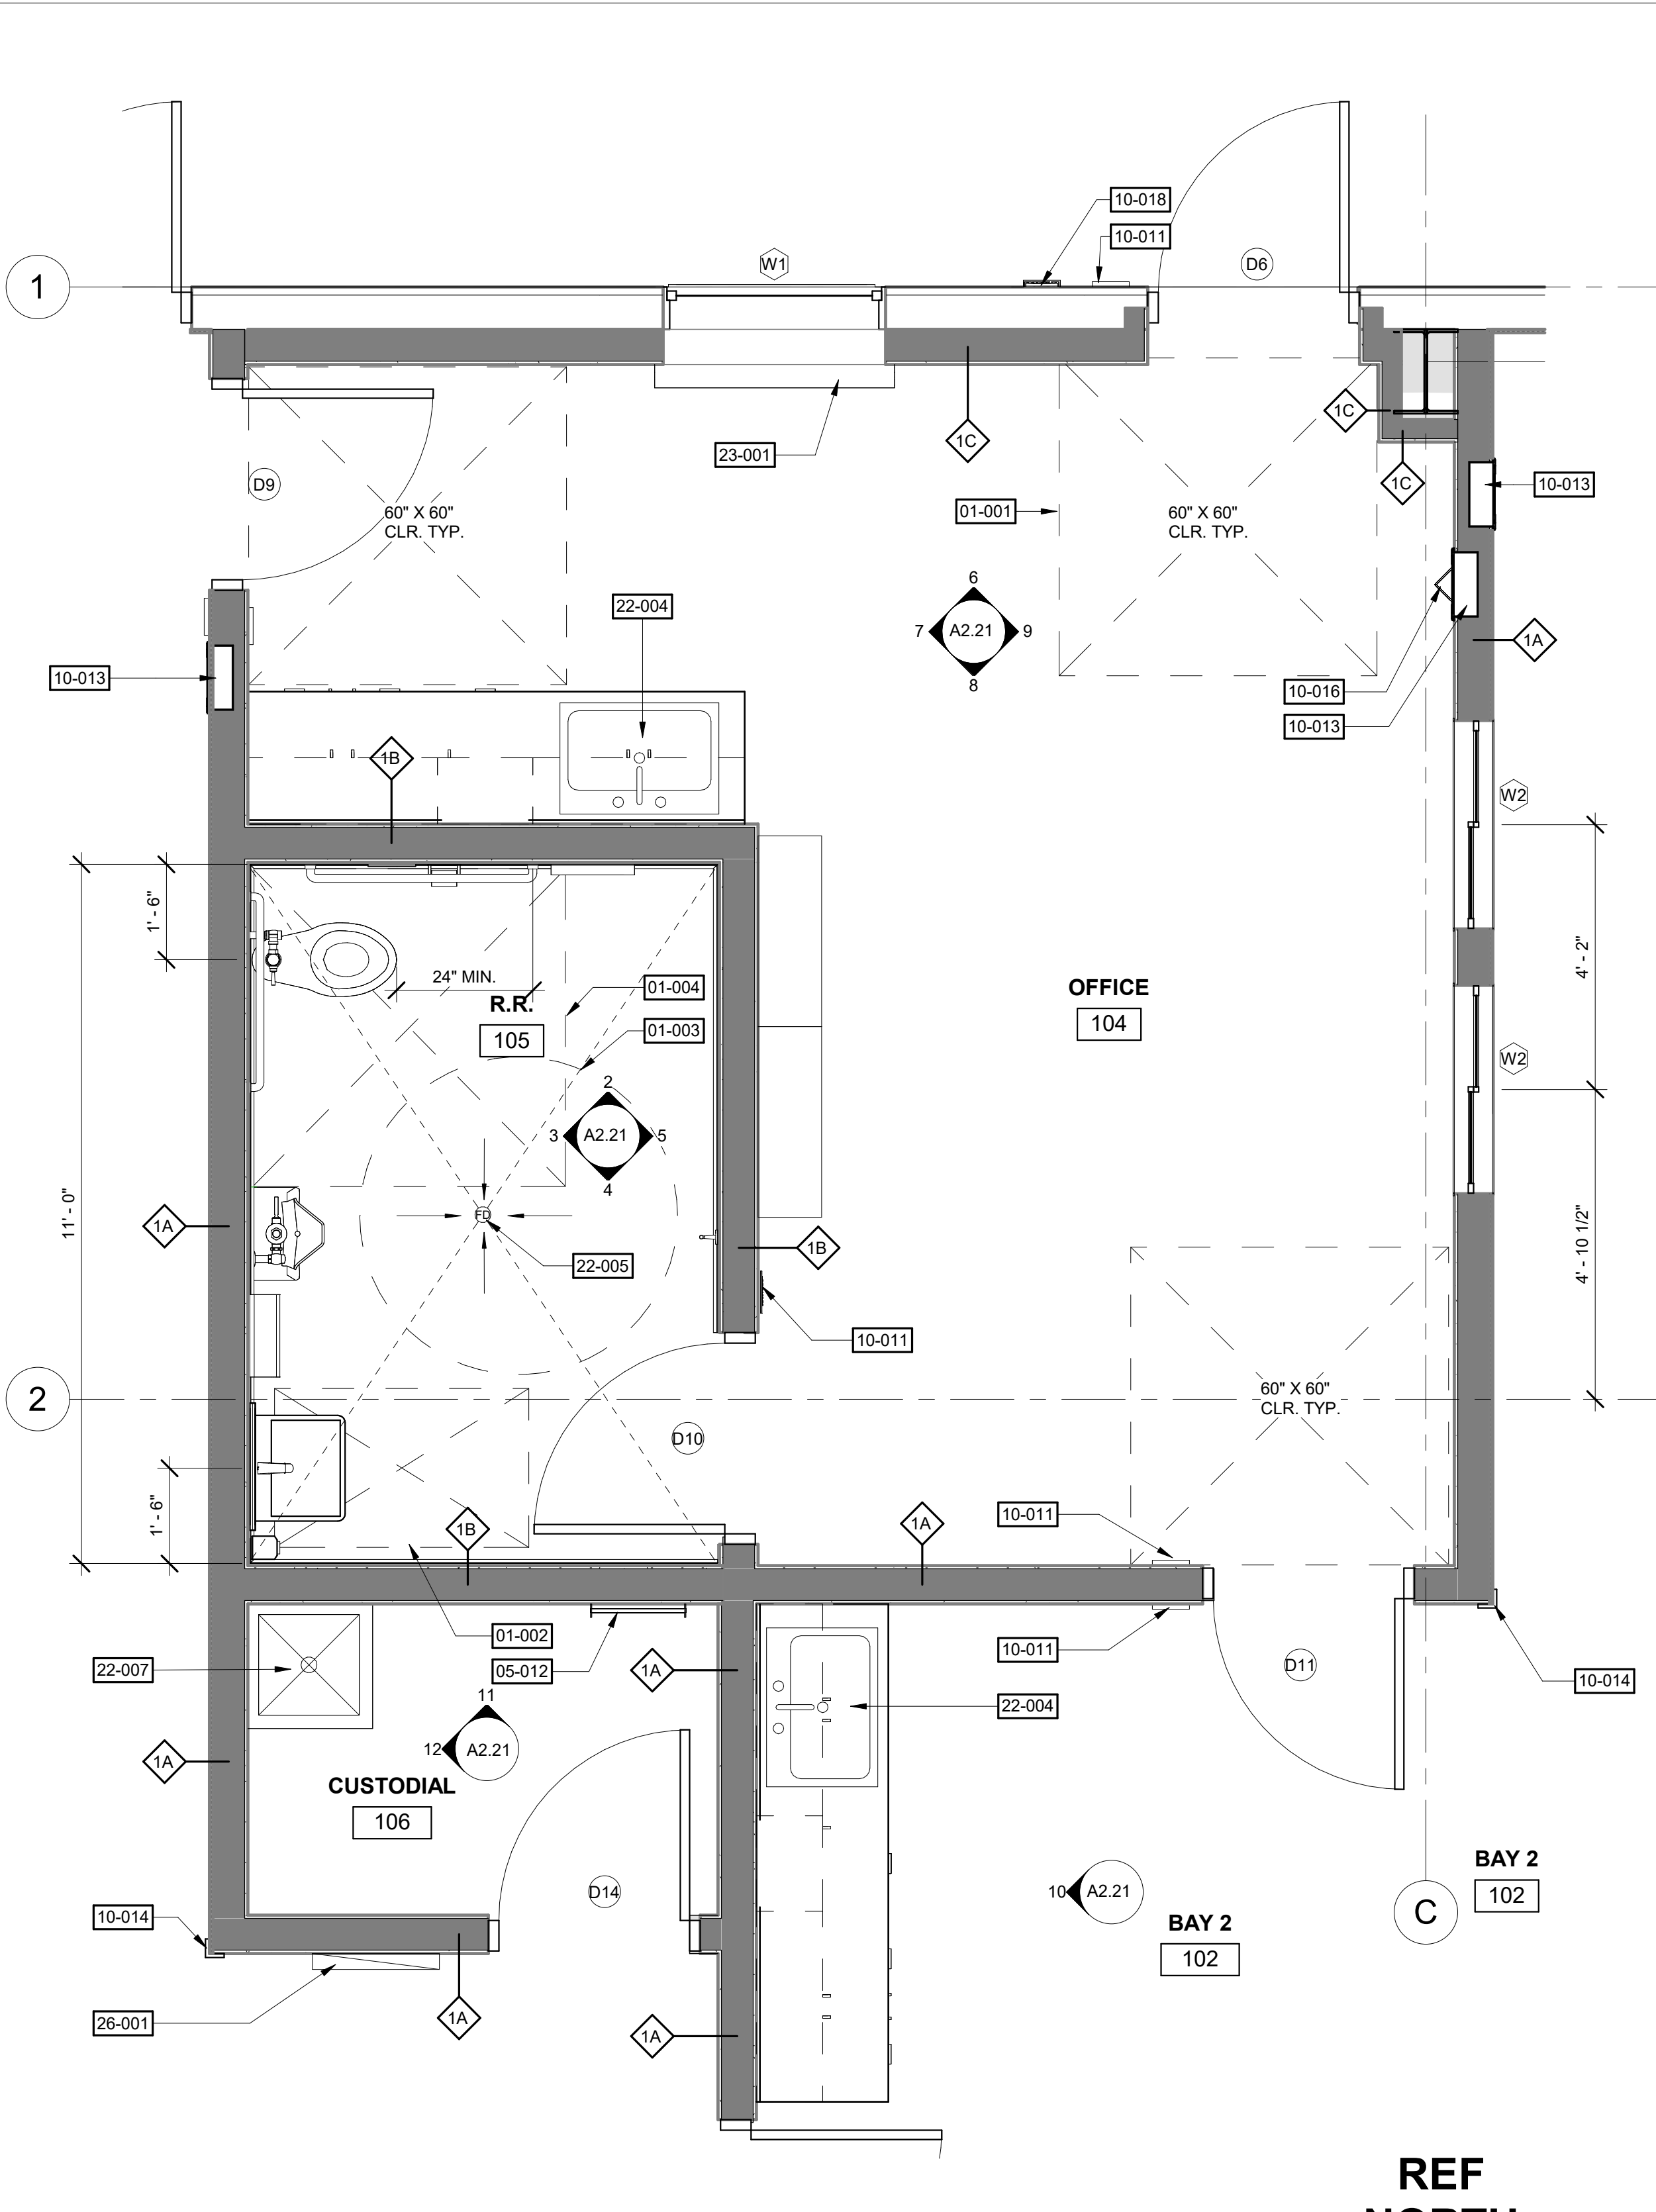 10-018
10-011
W1
D6
1
1C
1C
23-001
1C
D9
10-013
60" X 60"
CLR. TYP.
01-001
60" X 60"
CLR. TYP.
6
22-004
7
A2.21
9
8
1A
10-013
10-016
10-013
1B
W2
1' - 6"
24" MIN.
4' - 2"
R.R.
105
01-004
01-003
OFFICE
104
W2
2
3
A2.21
5
4
11' - 0"
1A
FD
22-005
1B
4' - 10 1/2"
10-011
2
60" X 60"
CLR. TYP.
D10
1' - 6"
1B
1A
10-011
01-002
05-012
22-007
1A
10-011
D11
10-014
22-004
11
12
A2.21
1A
CUSTODIAL
106
D14
10
A2.21
BAY 2
102
C
BAY 2
102
10-014
26-001
1A
1A
REF
NORTH